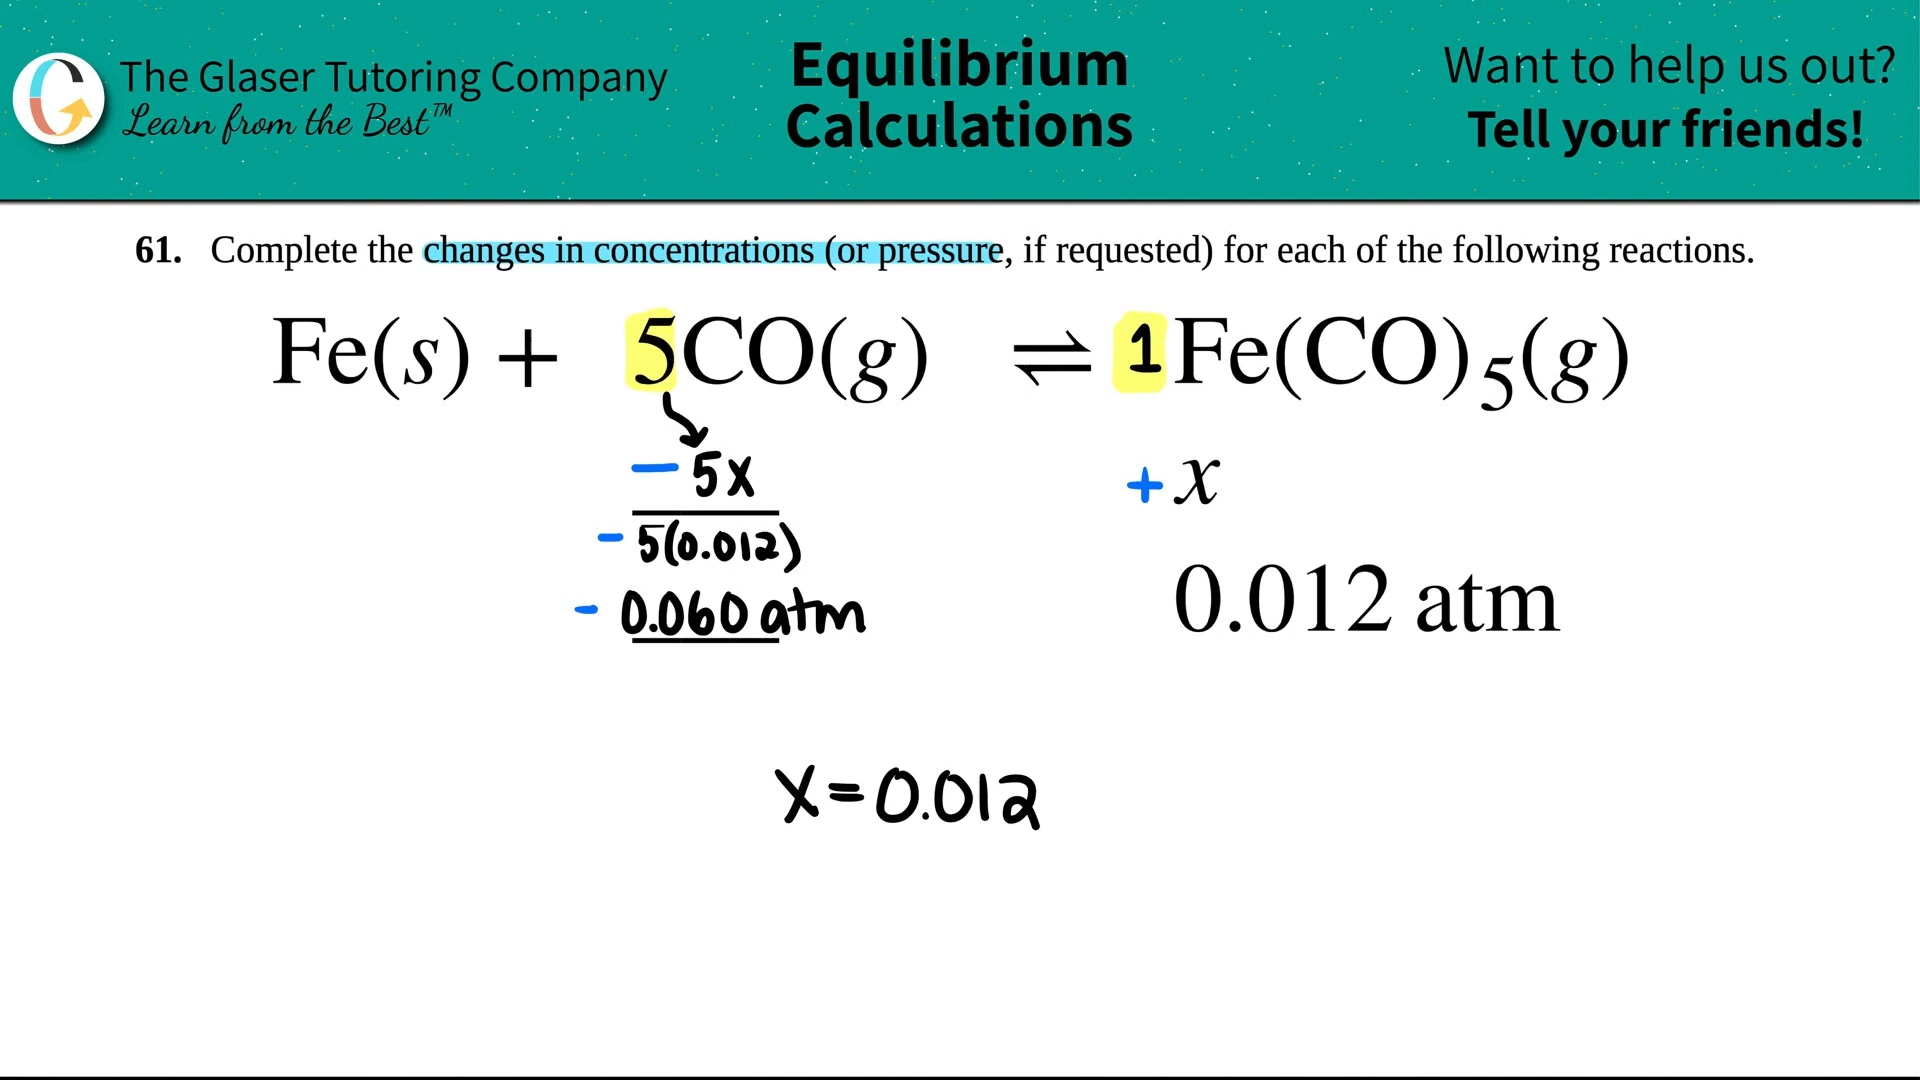 The Glaser Tutoring Company
Learn from the Best™
Equilibrium
Calculations
Want to help us out?
Tell your friends!
61. Complete the changes in concentrations (or pressure, if requested) for each of the following reactions.
Fe(s) + 5CO(g) ⇌ 1Fe(CO)₅(g)
- 5x + x
- 5(0.012)
- 0.060 atm 0.012 atm
x = 0.012